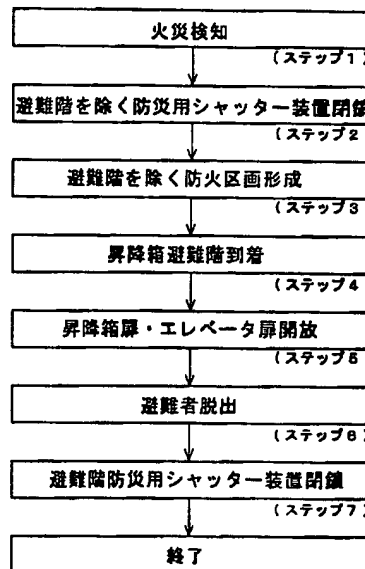 火災検知
(ステップ1)
避難階を除く防災用シャッター装置閉鎖
(ステップ2
避難階を除く防火区画形成
(ステップ3
昇降箱避難階到着
(ステップ4
昇降箱扉・エレベータ扉開放
(ステップ5
避難者脱出
(ステップ6)
避難階防災用シャッター装置閉鎖
(ステップ7)
終了